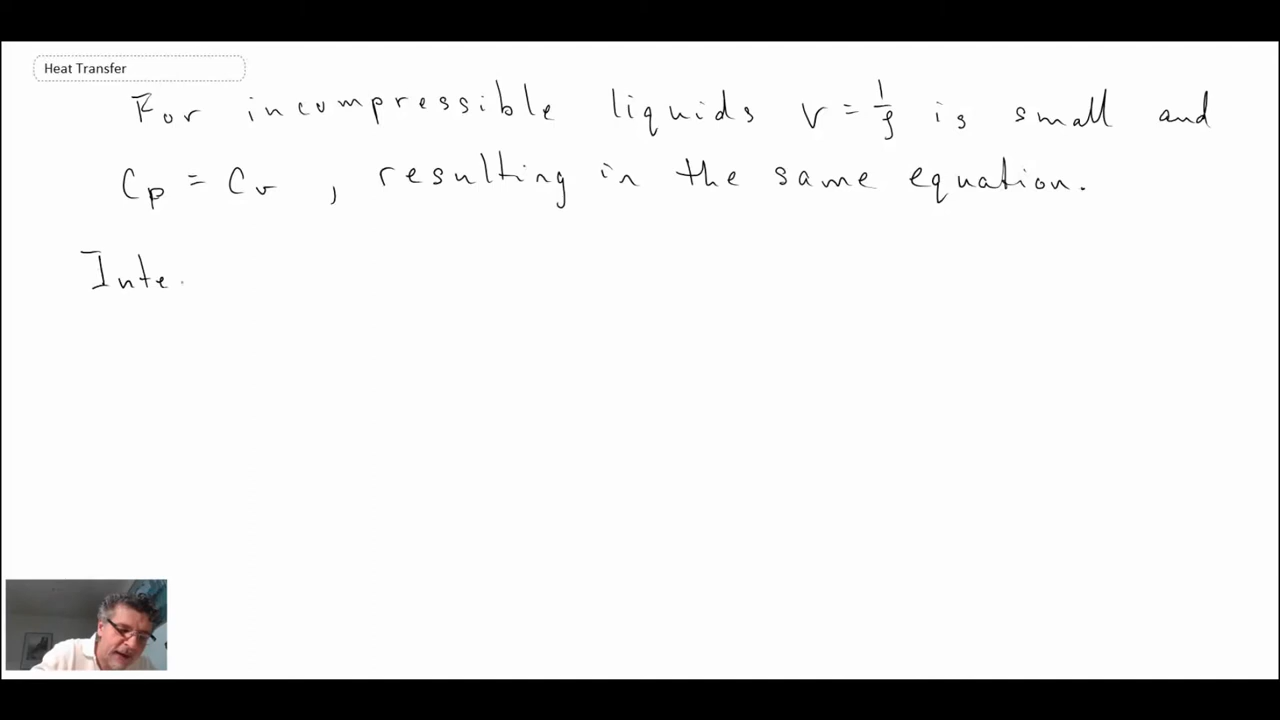 Heat Transfer
For incompressible liquids v = 1/ρ is small and
Cp = Cv , resulting in the same equation.
Inte